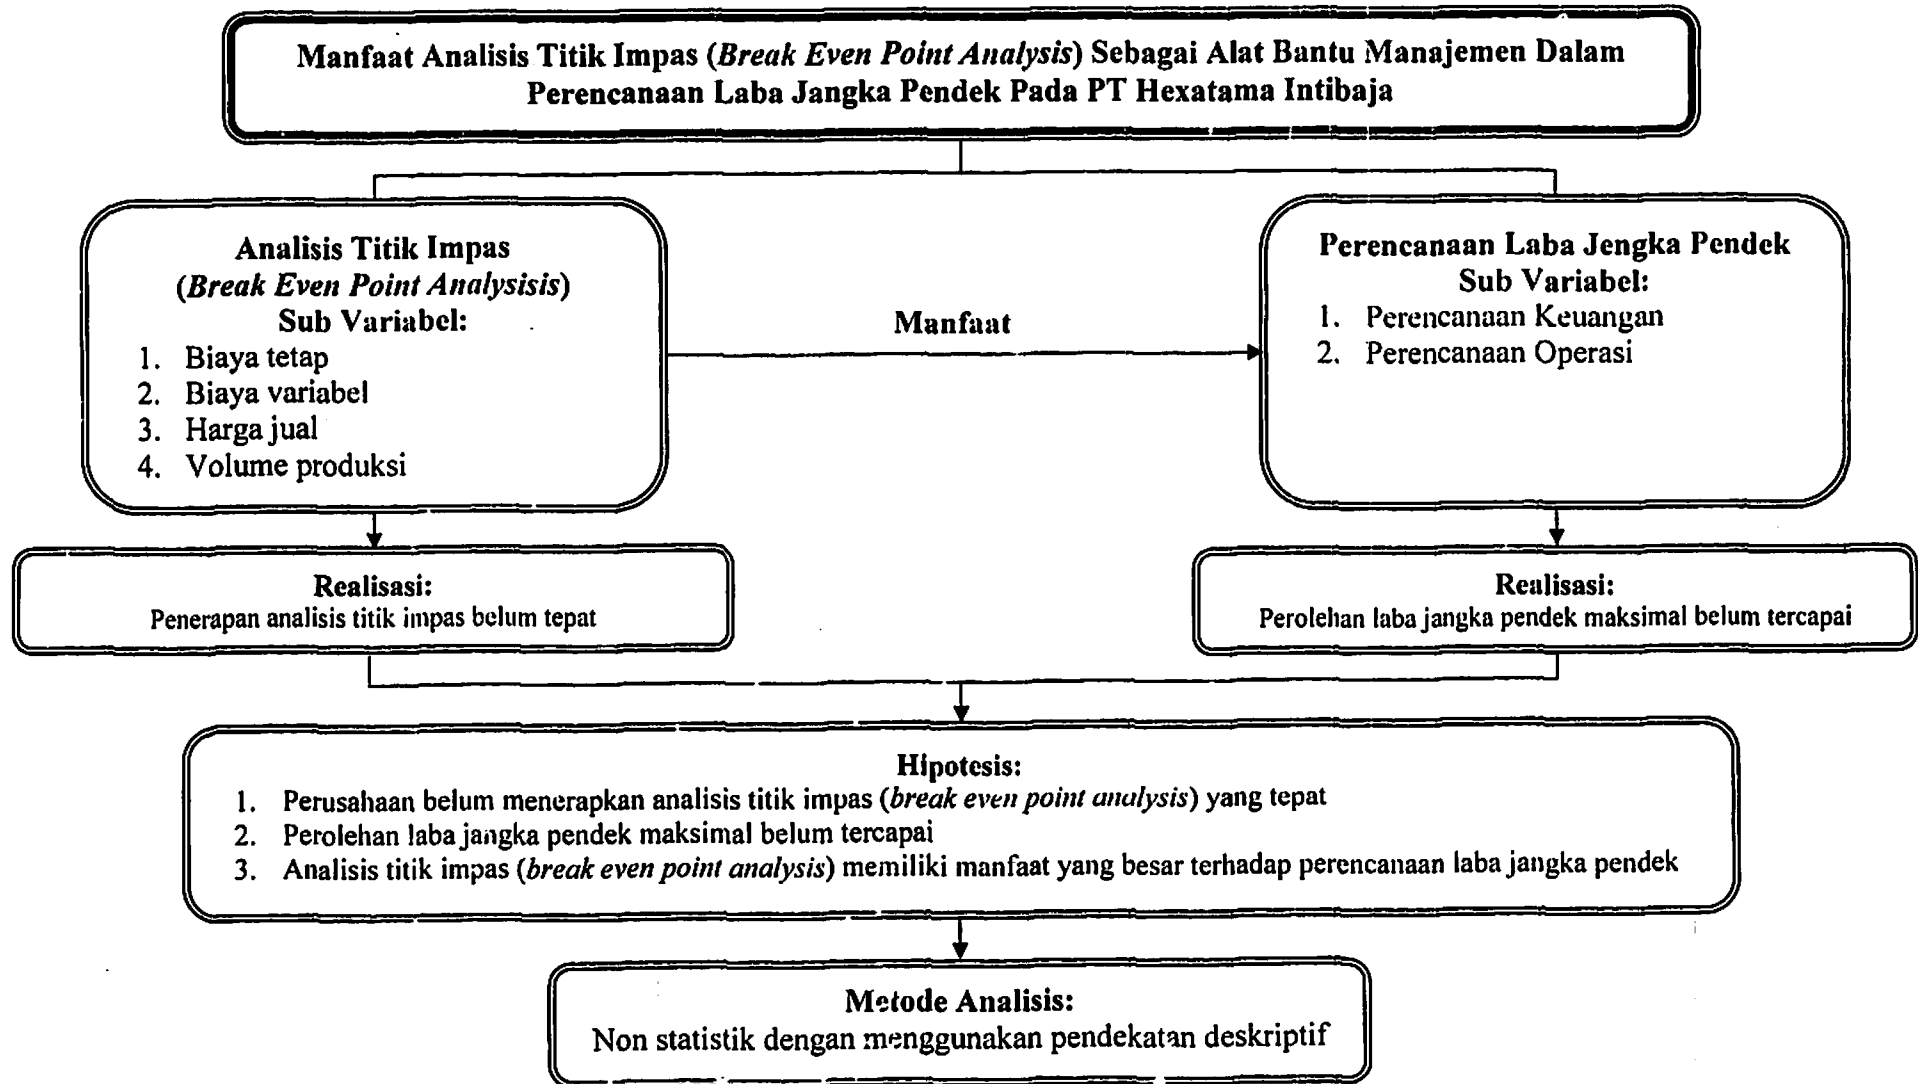 Manfaat Analisis Titik Impas (Break Even Point Analysis) Sebagai Alat Bantu Manajemen Dalam
Perencanaan Laba Jangka Pendek Pada PT Hexatama Intibaja
Analisis Titik Impas
(Break Even Point Analysisis)
Sub Variabel:
1. Biaya tetap
2. Biaya variabel
3. Harga jual
4. Volume produksi
Manfaat
Perencanaan Laba Jengka Pendek
Sub Variabel:
1. Perencanaan Keuangan
2. Perencanaan Operasi
Realisasi:
Penerapan analisis titik impas belum tepat
Realisasi:
Perolehan laba jangka pendek maksimal belum tercapai
Hipotesis:
1. Perusahaan belum menerapkan analisis titik impas (break even point analysis) yang tepat
2. Perolehan laba jangka pendek maksimal belum tercapai
3. Analisis titik impas (break even point analysis) memiliki manfaat yang besar terhadap perencanaan laba jangka pendek
Metode Analisis:
Non statistik dengan menggunakan pendekatan deskriptif